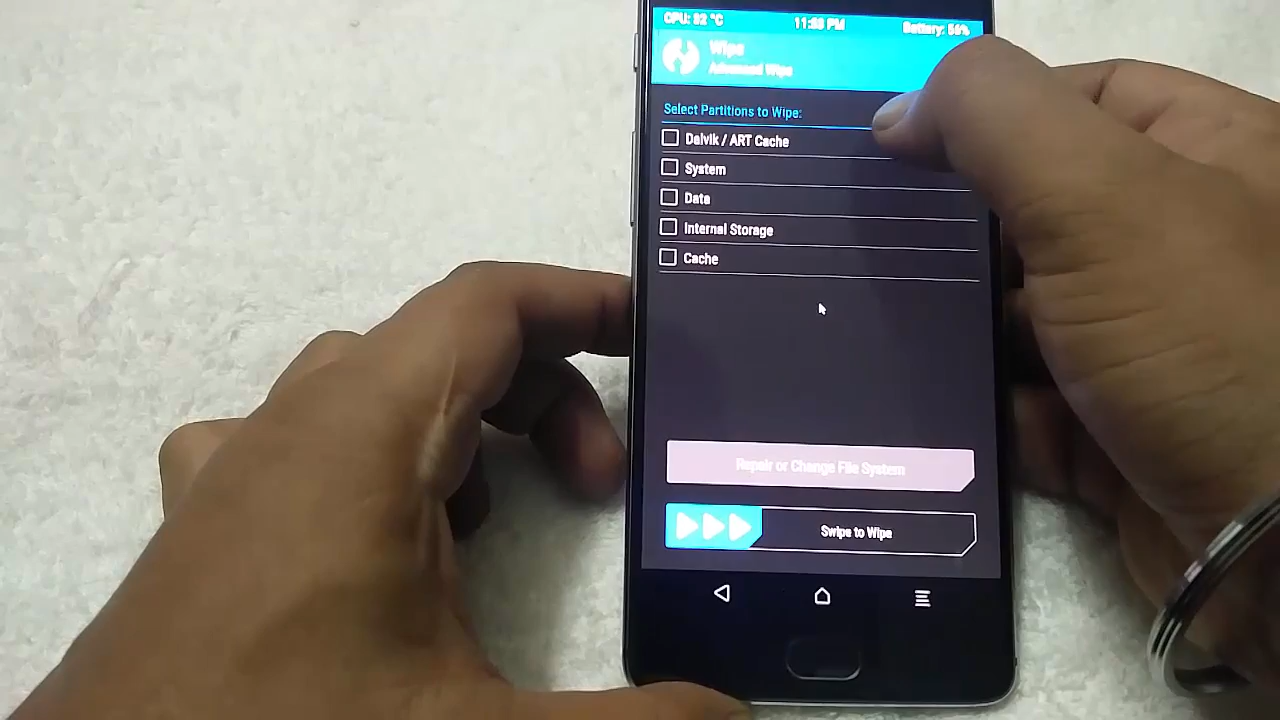 CPU: 32 °C
11:53 PM
Battery: 56%
Wipe
Advanced Wipe
Select Partitions to Wipe:
Dalvik / ART Cache
System
Data
Internal Storage
Cache
Repair or Change File System
Swipe to Wipe